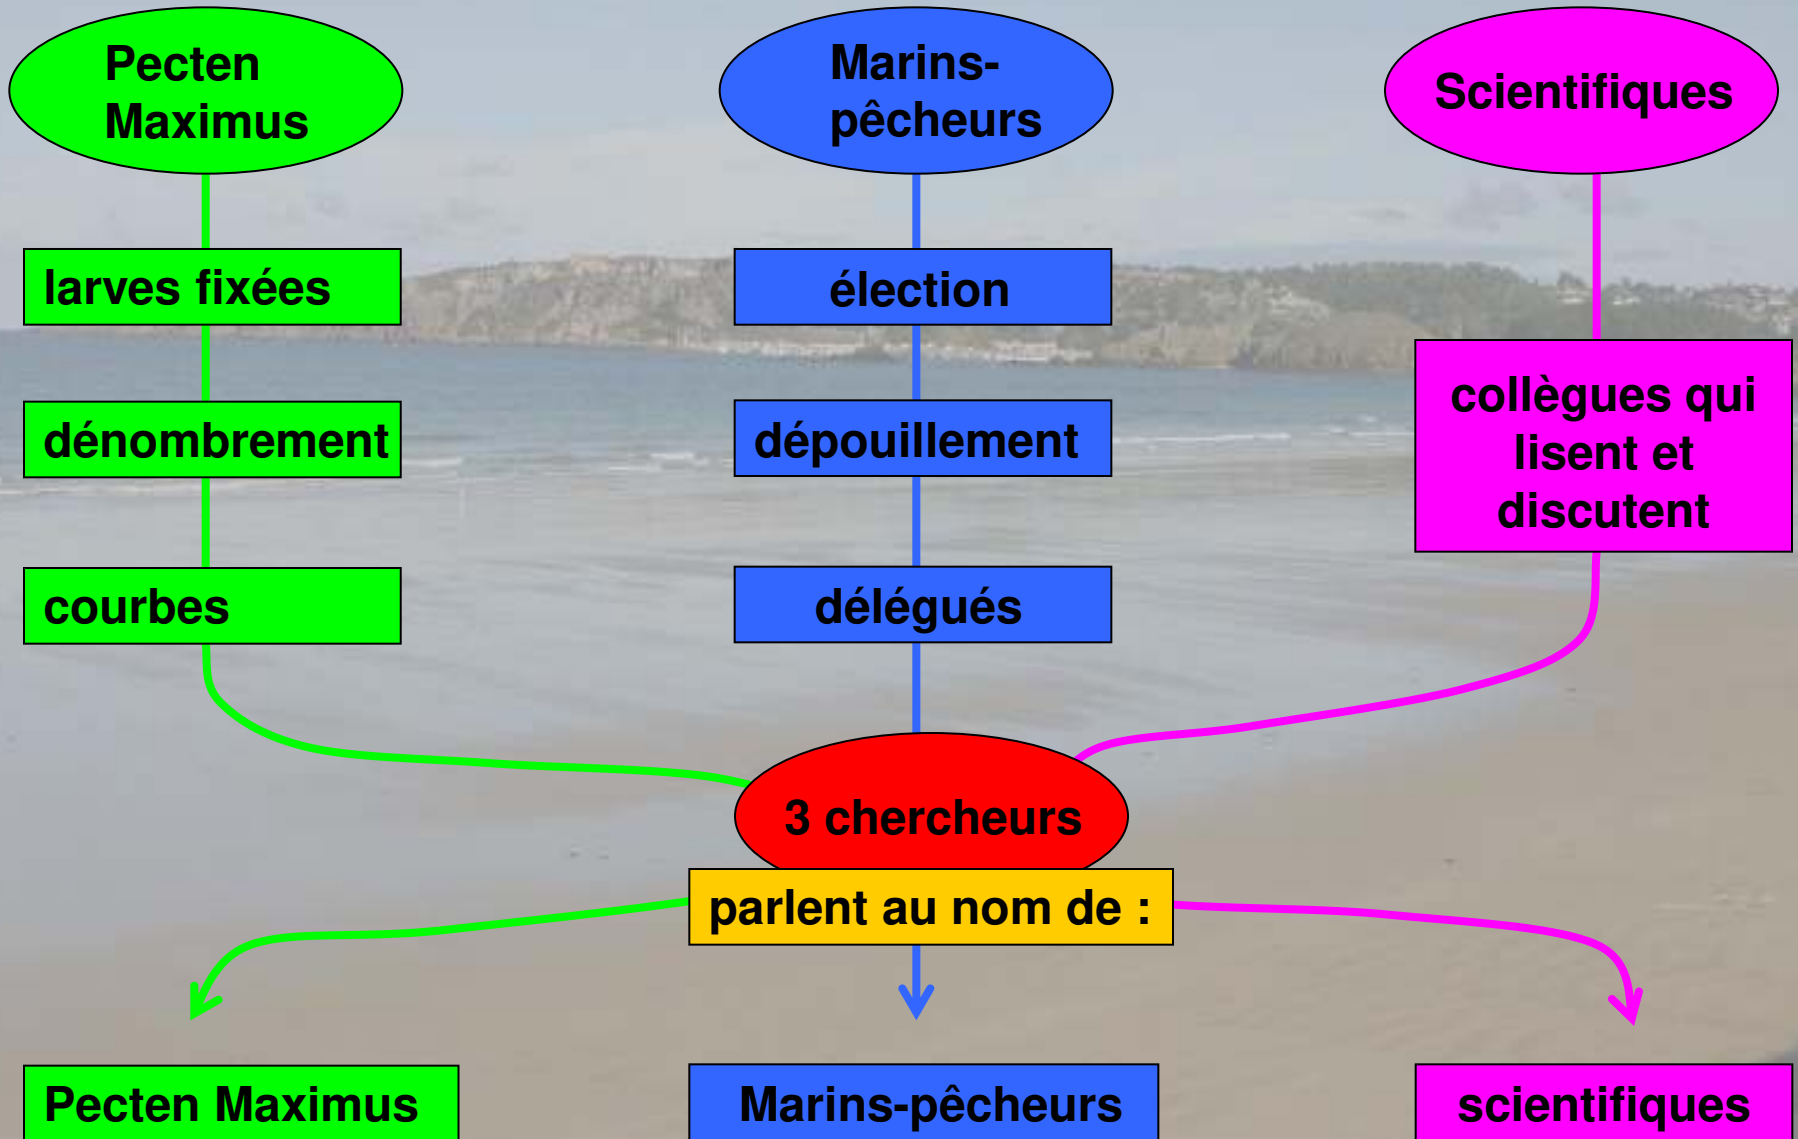 Pecten
Maximus
Marins-
pêcheurs
Scientifiques
larves fixées
élection
dénombrement
dépouillement
collègues qui
lisent et
discutent
courbes
délégués
3 chercheurs
parlent au nom de :
Pecten Maximus
Marins-pêcheurs
scientifiques